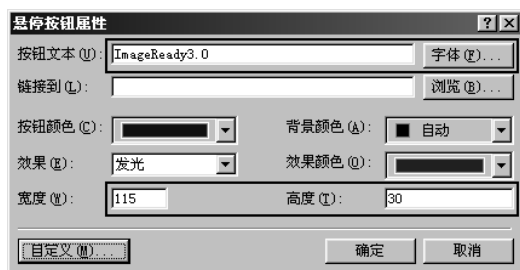 悬停按钮属性
按钮文本(U): ImageReady3.0 字体(F)...
链接到(L): 浏览(B)...
按钮颜色(C): 背景颜色(A): 自动
效果(E): 发光 效果颜色(O):
宽度(W): 115 高度(T): 30
自定义(M)... 确定 取消